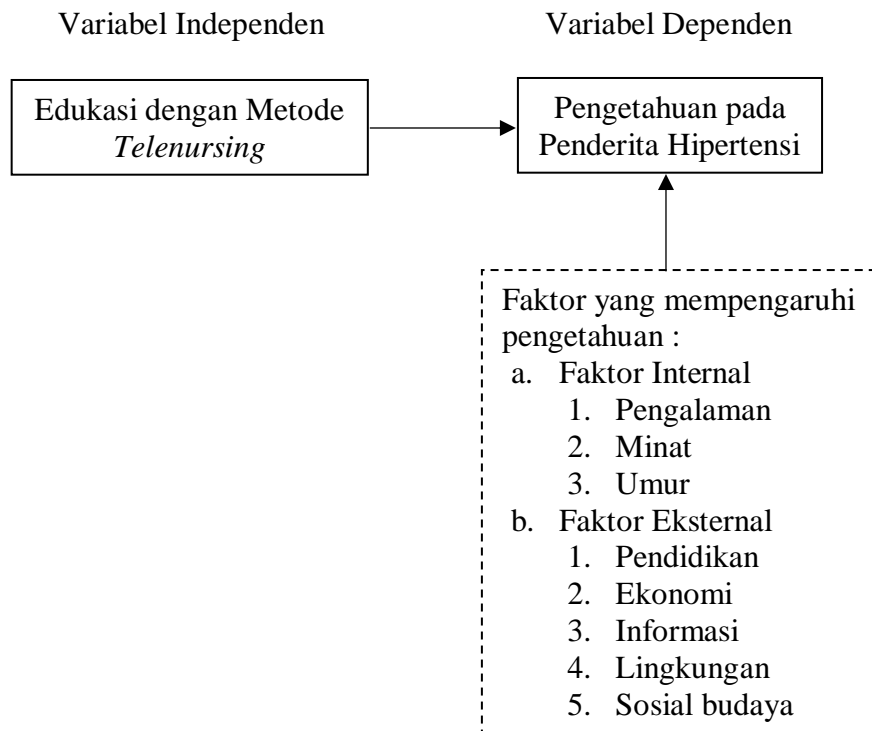 Variabel Independen
Variabel Dependen
Edukasi dengan Metode
Telenursing
Pengetahuan pada
Penderita Hipertensi
Faktor yang mempengaruhi
pengetahuan :
a. Faktor Internal
1. Pengalaman
2. Minat
3. Umur
b. Faktor Eksternal
1. Pendidikan
2. Ekonomi
3. Informasi
4. Lingkungan
5. Sosial budaya